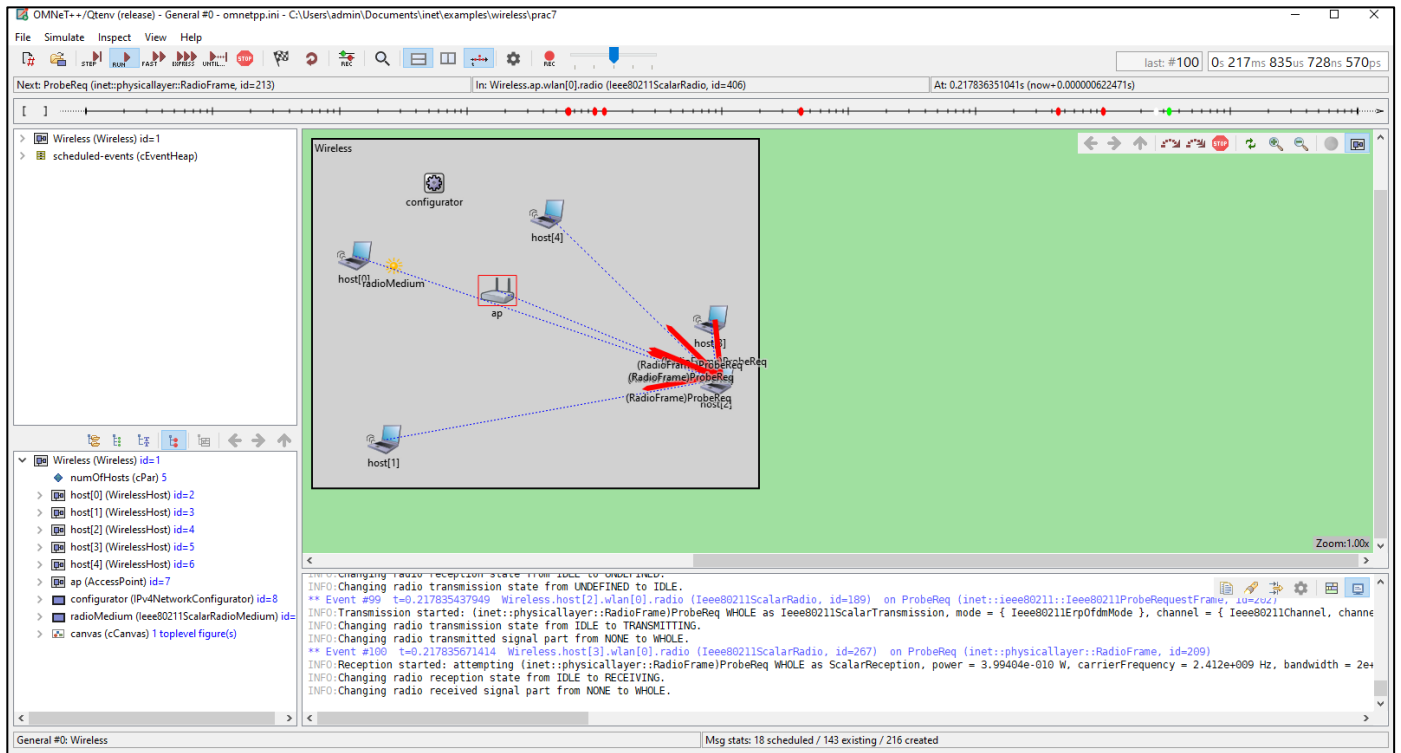 OMNeT++/Qtenv (release) - General #0 - omnetpp.ini - C:\Users\admin\Documents\inet\examples\wireless\prac7
File Simulate Inspect View Help
STEP RUN FAST EXPRESS UNTIL... STOP REC REC last: #100 0s 217ms 835us 728ns 570ps
Next: ProbeReq (inet::physicallayer::RadioFrame, id=213) In: Wireless.ap.wlan[0].radio (Ieee80211ScalarRadio, id=406) At: 0.217836351041s (now+0.000000622471s)
Wireless (Wireless) id=1
scheduled-events (cEventHeap)
Wireless
STOP
configurator
host[4]
host[0]
radioMedium
ap
host[3]
(RadioFrame)ProbeReq
(RadioFrame)ProbeReq
(RadioFrame)ProbeReq
host[2]
host[1]
Zoom:1.00x
Wireless (Wireless) id=1
numOfHosts (cPar) 5
host[0] (WirelessHost) id=2
host[1] (WirelessHost) id=3
host[2] (WirelessHost) id=4
host[3] (WirelessHost) id=5
host[4] (WirelessHost) id=6
ap (AccessPoint) id=7
configurator (IPv4NetworkConfigurator) id=8
radioMedium (Ieee80211ScalarRadioMedium) id=
canvas (cCanvas) 1 toplevel figure(s)
INFO:Changing radio reception state from IDLE to UNDEFINED.
INFO:Changing radio transmission state from UNDEFINED to IDLE.
** Event #99 t=0.217835437949 Wireless.host[2].wlan[0].radio (Ieee80211ScalarRadio, id=189) on ProbeReq (inet::ieee80211::Ieee80211ProbeRequestFrame, id=202)
INFO:Transmission started: (inet::physicallayer::RadioFrame)ProbeReq WHOLE as Ieee80211ScalarTransmission, mode = { Ieee80211ErpOfdmMode }, channel = { Ieee80211Channel, channe
INFO:Changing radio transmission state from IDLE to TRANSMITTING.
INFO:Changing radio transmitted signal part from NONE to WHOLE.
** Event #100 t=0.217835671414 Wireless.host[3].wlan[0].radio (Ieee80211ScalarRadio, id=267) on ProbeReq (inet::physicallayer::RadioFrame, id=209)
INFO:Reception started: attempting (inet::physicallayer::RadioFrame)ProbeReq WHOLE as ScalarReception, power = 3.99404e-010 W, carrierFrequency = 2.412e+009 Hz, bandwidth = 2e+
INFO:Changing radio reception state from IDLE to RECEIVING.
INFO:Changing radio received signal part from NONE to WHOLE.
General #0: Wireless Msg stats: 18 scheduled / 143 existing / 216 created